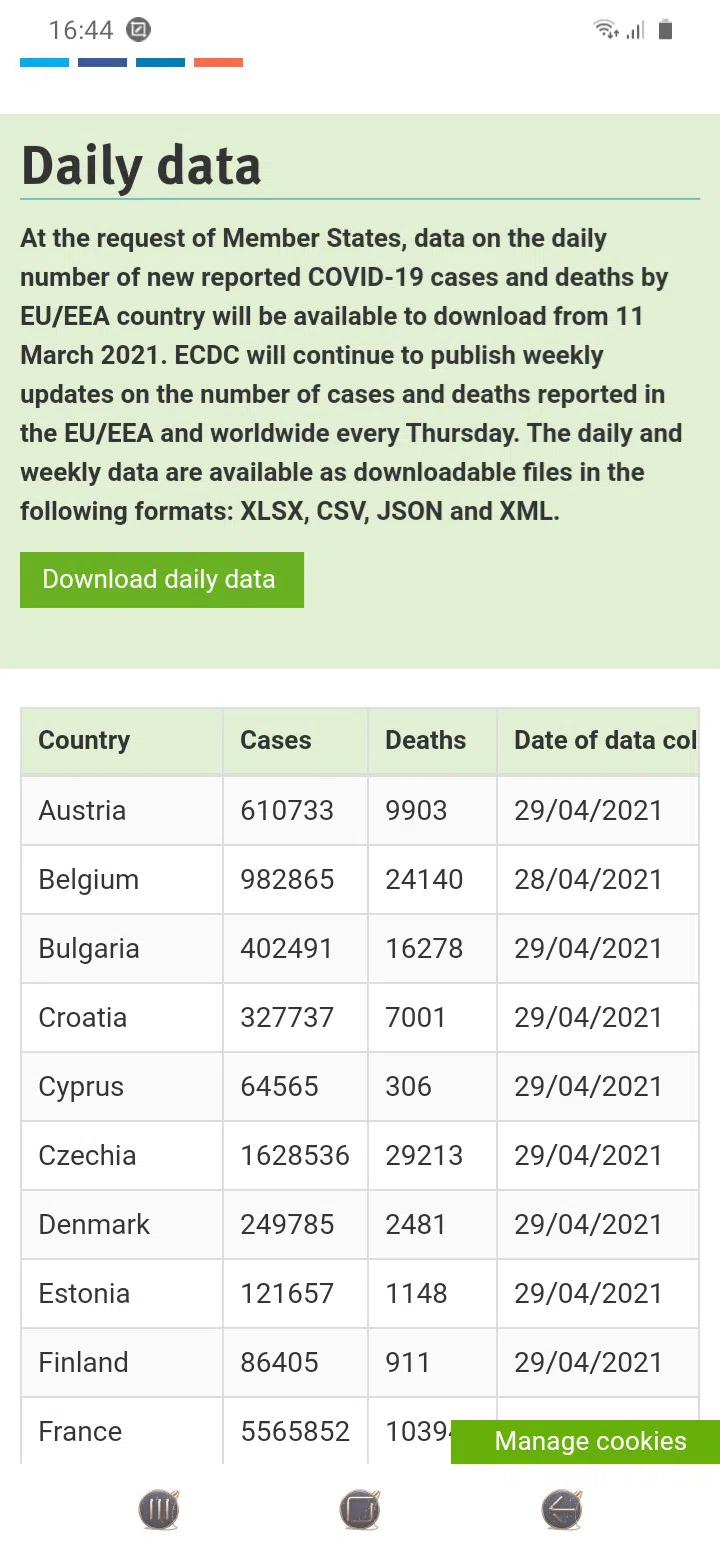 16:44
Daily data
At the request of Member States, data on the daily
number of new reported COVID-19 cases and deaths by
EU/EEA country will be available to download from 11
March 2021. ECDC will continue to publish weekly
updates on the number of cases and deaths reported in
the EU/EEA and worldwide every Thursday. The daily and
weekly data are available as downloadable files in the
following formats: XLSX, CSV, JSON and XML.
Download daily data
Country Cases Deaths Date of data col
Austria 610733 9903 29/04/2021
Belgium 982865 24140 28/04/2021
Bulgaria 402491 16278 29/04/2021
Croatia 327737 7001 29/04/2021
Cyprus 64565 306 29/04/2021
Czechia 1628536 29213 29/04/2021
Denmark 249785 2481 29/04/2021
Estonia 121657 1148 29/04/2021
Finland 86405 911 29/04/2021
France 5565852
Manage cookies